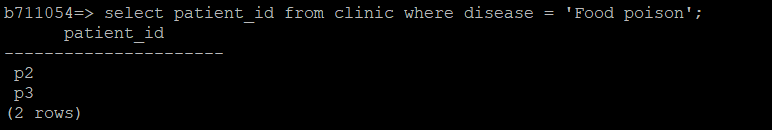 b711054=> select patient_id from clinic where disease = 'Food poison';
patient_id
----------------------
p2
p3
(2 rows)